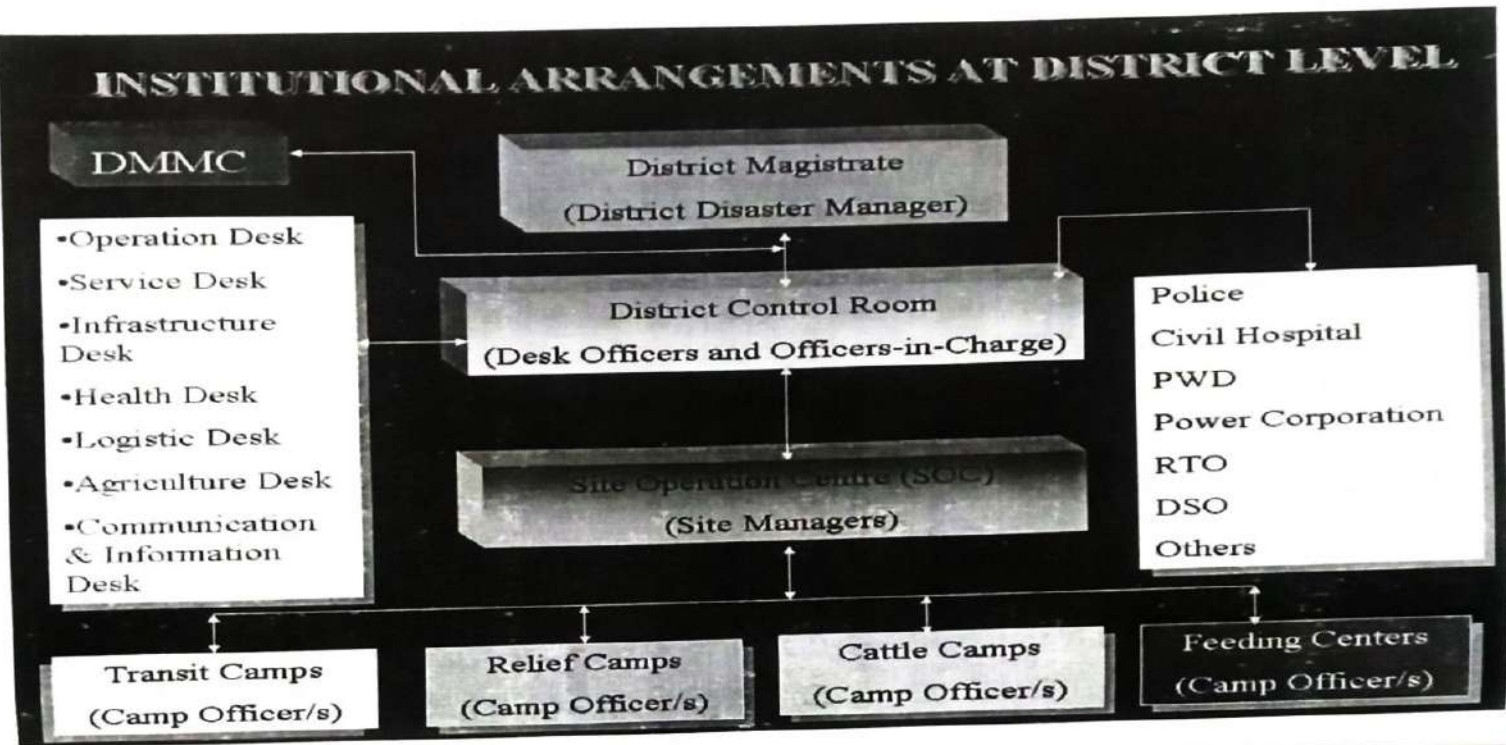 INSTITUTIONAL ARRANGEMENTS AT DISTRICT LEVEL
DMMC
District Magistrate
(District Disaster Manager)
•Operation Desk
•Service Desk
•Infrastructure
Desk
•Health Desk
•Logistic Desk
•Agriculture Desk
•Communication
& Information
Desk
District Control Room
(Desk Officers and Officers-in-Charge)
Police
Civil Hospital
PWD
Power Corporation
RTO
DSO
Others
Site Operation Centre (SOC)
(Site Managers)
Transit Camps
(Camp Officer/s)
Relief Camps
(Camp Officer/s)
Cattle Camps
(Camp Officer/s)
Feeding Centers
(Camp Officer/s)